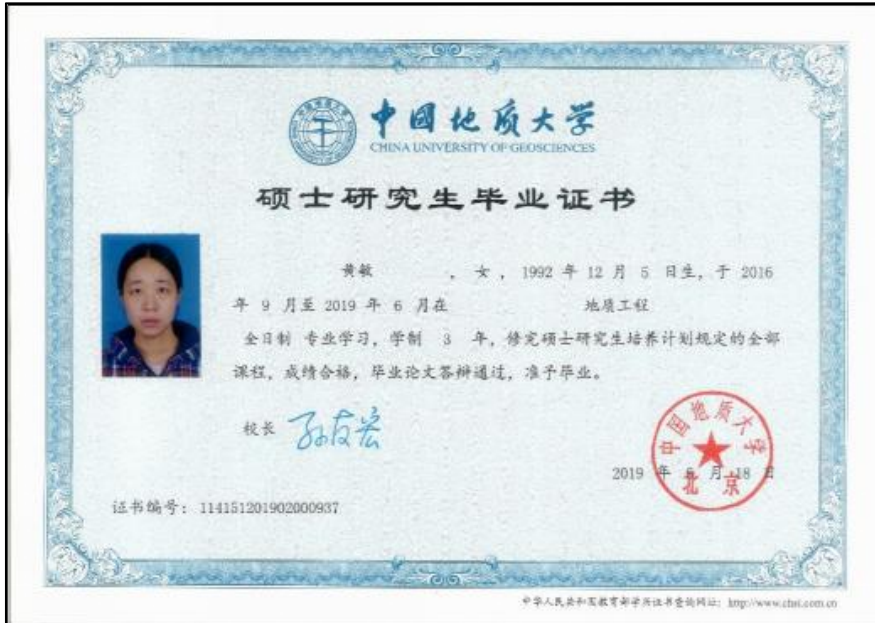 中国地质大学
CHINA UNIVERSITY OF GEOSCIENCES
硕士研究生毕业证书
黄敏 ,女,1992 年 12 月 5 日生,于 2016
年 9 月至 2019 年 6 月在 地质工程
全日制 专业学习,学制 3 年,修完硕士研究生培养计划规定的全部
课程,成绩合格,毕业论文答辩通过,准予毕业。
校长 孙友宏
中国地质大学
北京
2019 年 6 月 18 日
证书编号:114151201902000937
中华人民共和国教育部学历证书查询网址:http://www.chsi.com.cn